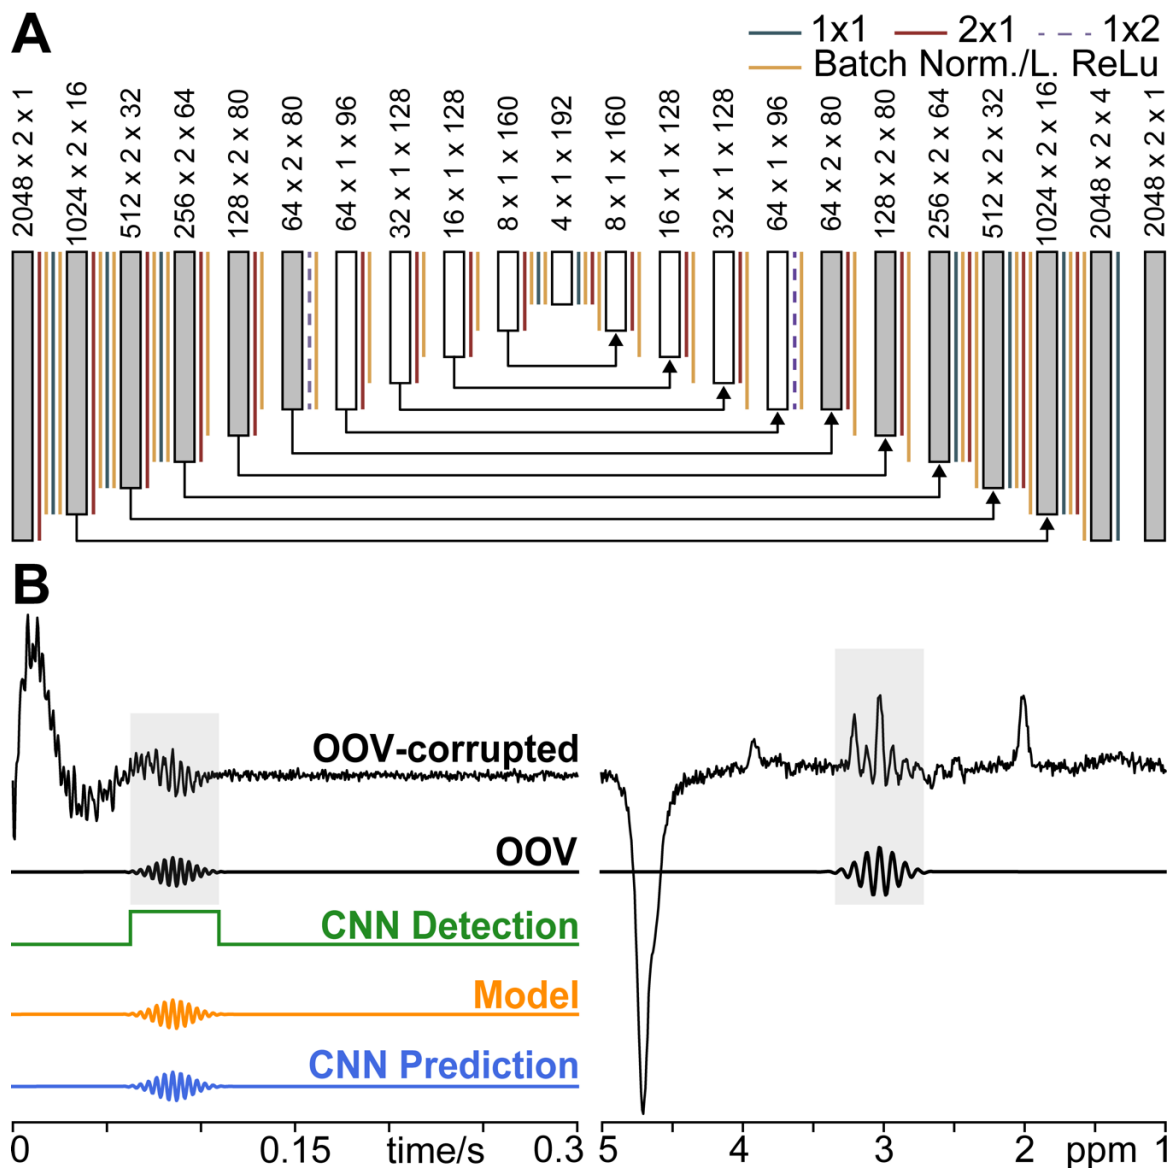 A
1x1 2x1 1x2
Batch Norm./L. ReLu
2048 x 2 x 1
1024 x 2 x 16
512 x 2 x 32
256 x 2 x 64
128 x 2 x 80
64 x 2 x 80
64 x 1 x 96
32 x 1 x 128
16 x 1 x 128
8 x 1 x 160
4 x 1 x 192
8 x 1 x 160
16 x 1 x 128
32 x 1 x 128
64 x 1 x 96
64 x 2 x 80
128 x 2 x 80
256 x 2 x 64
512 x 2 x 32
1024 x 2 x 16
2048 x 2 x 4
2048 x 2 x 1
B
OOV-corrupted
OOV
CNN Detection
Model
CNN Prediction
0 0.15 time/s 0.3
5 4 3 2 ppm 1